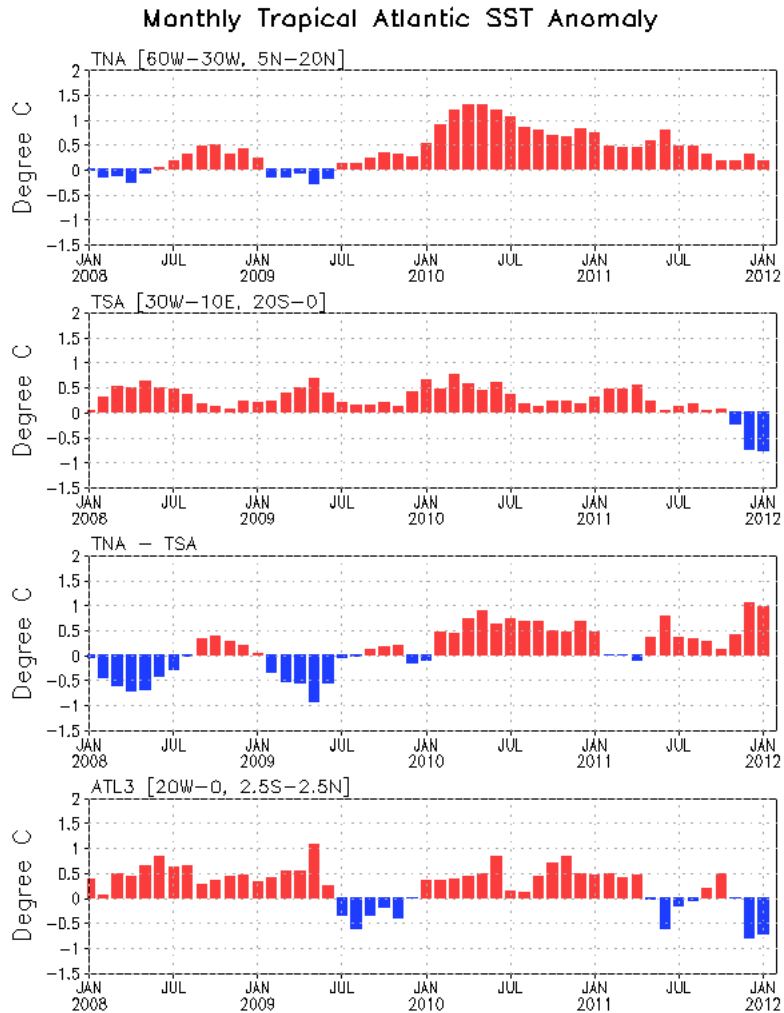 Monthly Tropical Atlantic SST Anomaly
TNA [60W-30W, 5N-20N]
Degree C
2
1.5
1
0.5
0
-0.5
-1
-1.5
JAN JUL JAN JUL JAN JUL JAN JUL JAN
2008 2009 2010 2011 2012
TSA [30W-10E, 20S-0]
Degree C
2
1.5
1
0.5
0
-0.5
-1
-1.5
JAN JUL JAN JUL JAN JUL JAN JUL JAN
2008 2009 2010 2011 2012
TNA - TSA
Degree C
2
1.5
1
0.5
0
-0.5
-1
-1.5
JAN JUL JAN JUL JAN JUL JAN JUL JAN
2008 2009 2010 2011 2012
ATL3 [20W-0, 2.5S-2.5N]
Degree C
2
1.5
1
0.5
0
-0.5
-1
-1.5
JAN JUL JAN JUL JAN JUL JAN JUL JAN
2008 2009 2010 2011 2012